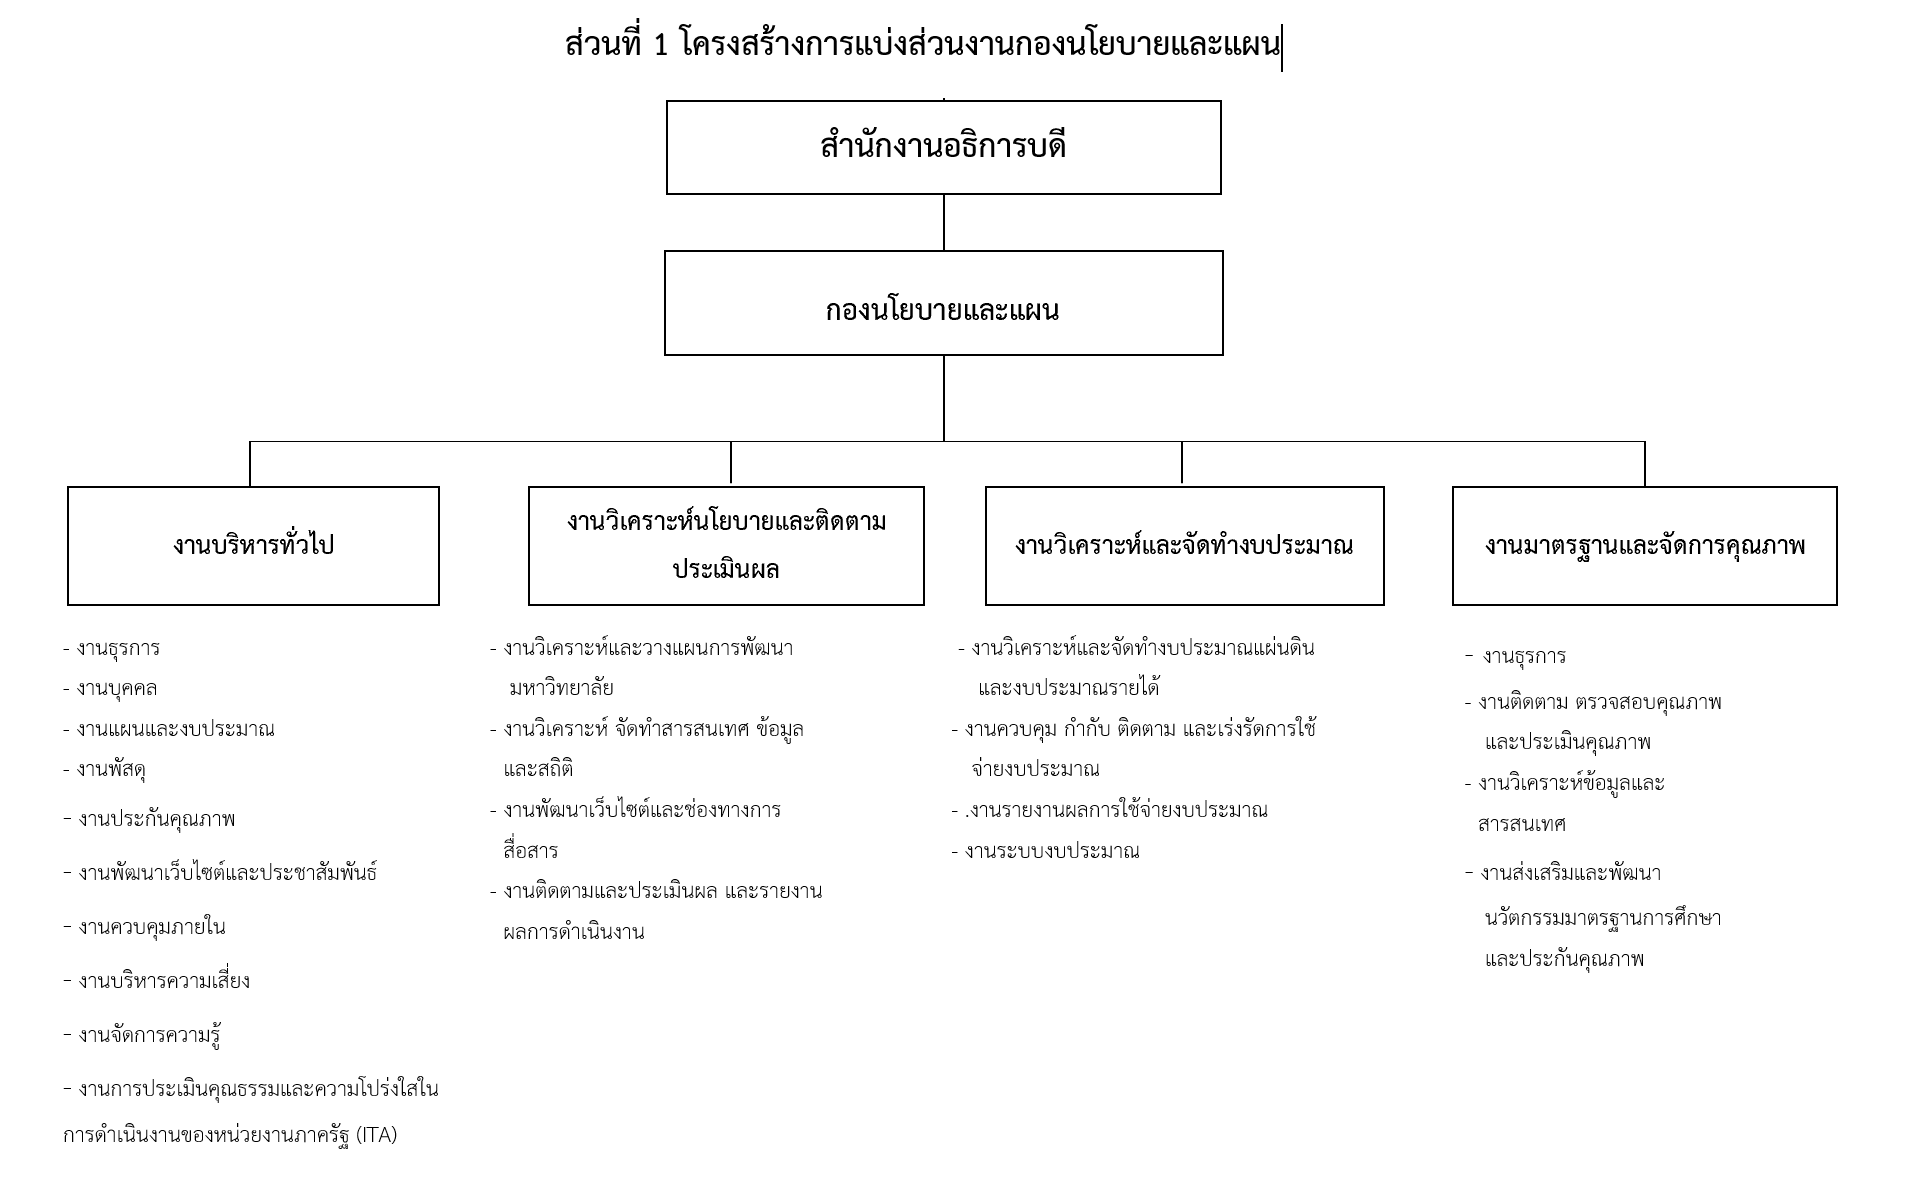 ส่วนที่ 1 โครงสร้างการแบ่งส่วนงานกองนโยบายและแผน
สำนักงานอธิการบดี
กองนโยบายและแผน
งานบริหารทั่วไป
- งานธุรการ
- งานบุคคล
- งานแผนและงบประมาณ
- งานพัสดุ
- งานประกันคุณภาพ
- งานพัฒนาเว็บไซต์และประชาสัมพันธ์
- งานควบคุมภายใน
- งานบริหารความเสี่ยง
- งานจัดการความรู้
- งานการประเมินคุณธรรมและความโปร่งใสใน
การดำเนินงานของหน่วยงานภาครัฐ (ITA)
งานวิเคราะห์นโยบายและติดตาม
ประเมินผล
- งานวิเคราะห์และวางแผนการพัฒนา
มหาวิทยาลัย
- งานวิเคราะห์ จัดทำสารสนเทศ ข้อมูล
และสถิติ
- งานพัฒนาเว็บไซต์และช่องทางการ
สื่อสาร
- งานติดตามและประเมินผล และรายงาน
ผลการดำเนินงาน
งานวิเคราะห์และจัดทำงบประมาณ
- งานวิเคราะห์และจัดทำงบประมาณแผ่นดิน
และงบประมาณรายได้
- งานควบคุม กำกับ ติดตาม และเร่งรัดการใช้
จ่ายงบประมาณ
- .งานรายงานผลการใช้จ่ายงบประมาณ
- งานระบบงบประมาณ
งานมาตรฐานและจัดการคุณภาพ
- งานธุรการ
- งานติดตาม ตรวจสอบคุณภาพ
และประเมินคุณภาพ
- งานวิเคราะห์ข้อมูลและ
สารสนเทศ
- งานส่งเสริมและพัฒนา
นวัตกรรมมาตรฐานการศึกษา
และประกันคุณภาพ